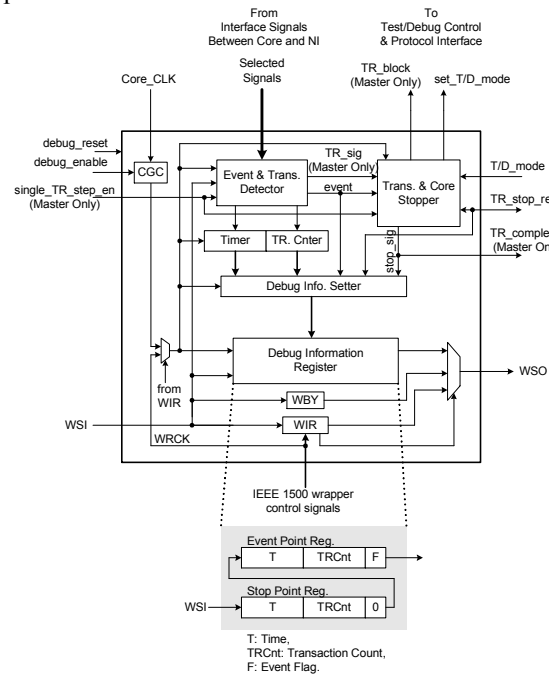 From
Interface Signals
Between Core and NI
To
Test/Debug Control
& Protocol Interface
Selected
Signals
Core_CLK
TR_block
(Master Only)
set_T/D_mode
debug_reset
debug_enable
CGC
single_TR_step_en
(Master Only)
Event & Trans.
Detector
TR_sig
(Master Only)
event
Trans. & Core
Stopper
T/D_mode
TR_stop_re
TR_comple
(Master On
Timer
TR. Cnter
stop_sig
Debug Info. Setter
Debug Information
Register
from
WIR
WBY
WSO
WSI
WIR
WRCK
IEEE 1500 wrapper
control signals
Event Point Reg.
T TRCnt F
Stop Point Reg.
WSI T TRCnt 0
T: Time,
TRCnt: Transaction Count,
F: Event Flag.